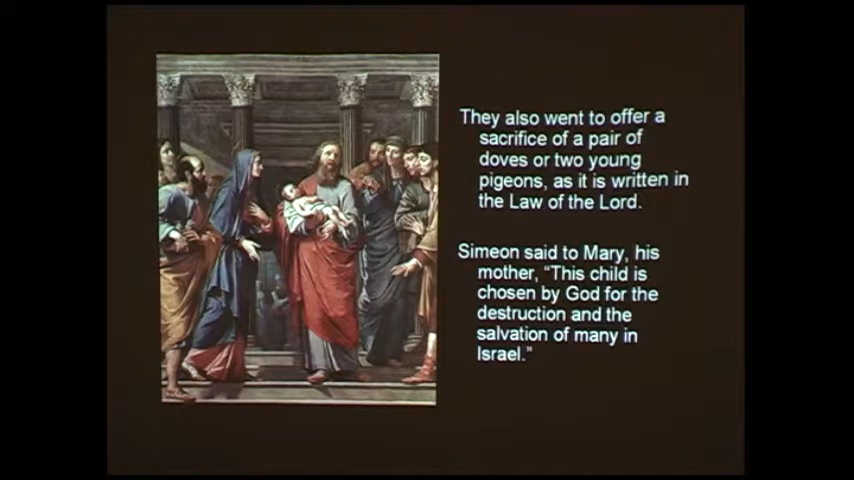 They also went to offer a
sacrifice of a pair of
doves or two young
pigeons, as it is written in
the Law of the Lord.
Simeon said to Mary, his
mother, “This child is
chosen by God for the
destruction and the
salvation of many in
Israel.”